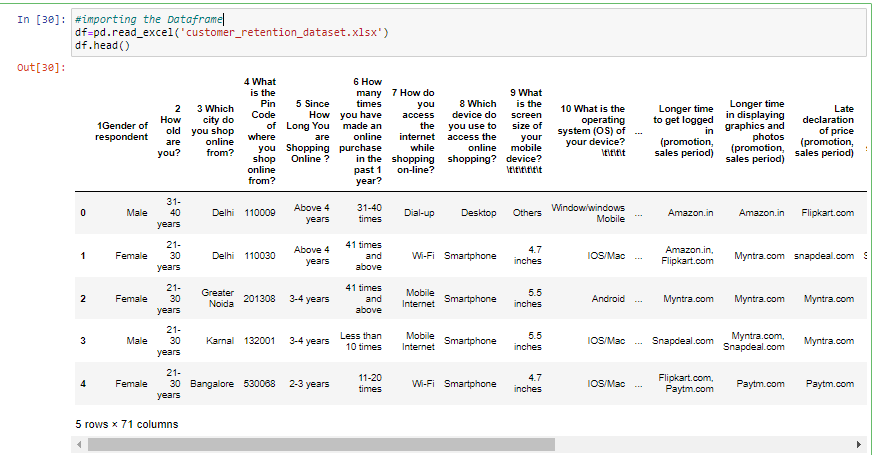 In [30]: #importing the Dataframe
df=pd.read_excel('customer_retention_dataset.xlsx')
df.head()
Out[30]:
1Gender of respondent
2 How old are you?
3 Which city do you shop online from?
4 What is the Pin Code of where you shop online from?
5 Since How Long You are Shopping Online ?
6 How many times you have made an online purchase in the past 1 year?
7 How do you access the internet while shopping on-line?
8 Which device do you use to access the online shopping?
9 What is the screen size of your mobile device? \t\t\t\t\t\t
10 What is the operating system (OS) of your device? \t\t\t\t
...
Longer time to get logged in (promotion, sales period)
Longer time in displaying graphics and photos (promotion, sales period)
Late declaration of price (promotion, sales period)
0 Male 31-40 years Delhi 110009 Above 4 years 31-40 times Dial-up Desktop Others Window/windows Mobile ... Amazon.in Amazon.in Flipkart.com
1 Female 21-30 years Delhi 110030 Above 4 years 41 times and above Wi-Fi Smartphone 4.7 inches IOS/Mac ... Amazon.in, Flipkart.com Myntra.com snapdeal.com
2 Female 21-30 years Greater Noida 201308 3-4 years 41 times and above Mobile Internet Smartphone 5.5 inches Android ... Myntra.com Myntra.com Myntra.com
3 Male 21-30 years Karnal 132001 3-4 years Less than 10 times Mobile Internet Smartphone 5.5 inches IOS/Mac ... Snapdeal.com Myntra.com, Snapdeal.com Myntra.com
4 Female 21-30 years Bangalore 530068 2-3 years 11-20 times Wi-Fi Smartphone 4.7 inches IOS/Mac ... Flipkart.com, Paytm.com Paytm.com Paytm.com
5 rows × 71 columns